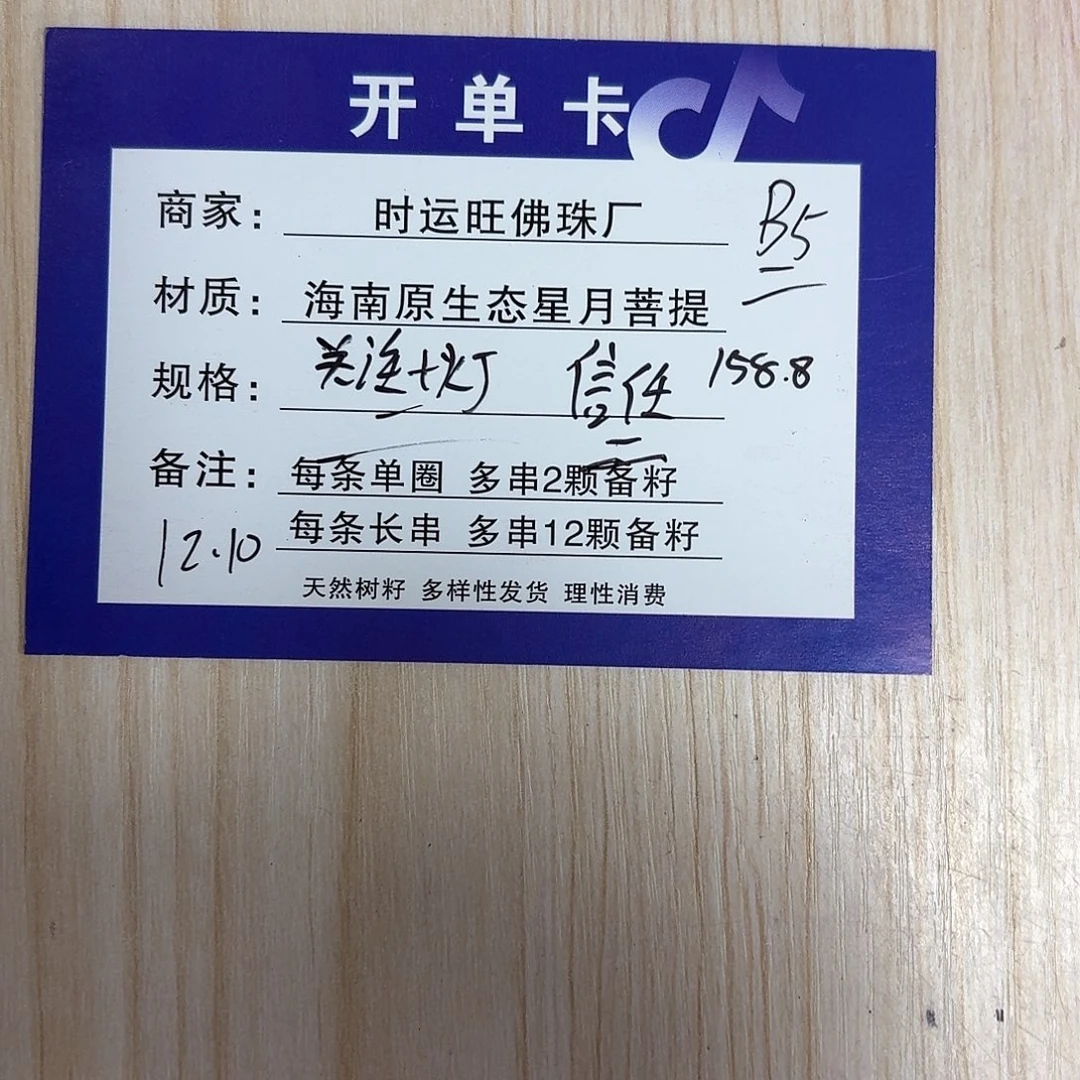 开单卡
商家： 时运旺佛珠厂 B5
材质： 海南原生态星月菩提
规格： 关注+灯 信任 158.8
备注： 每条单圈 多串2颗备籽
12.10 每条长串 多串12颗备籽
天然树籽 多样性发货 理性消费